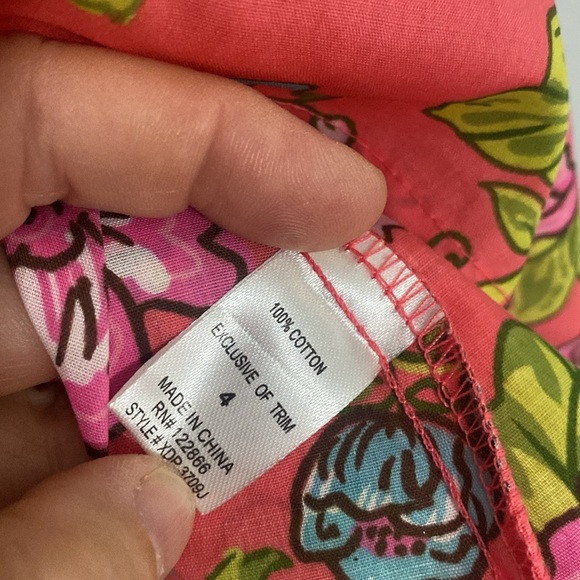 100% COTTON
EXCLUSIVE OF TRIM
4
MADE IN CHINA
RN# 122866
STYLE# XDP3709J